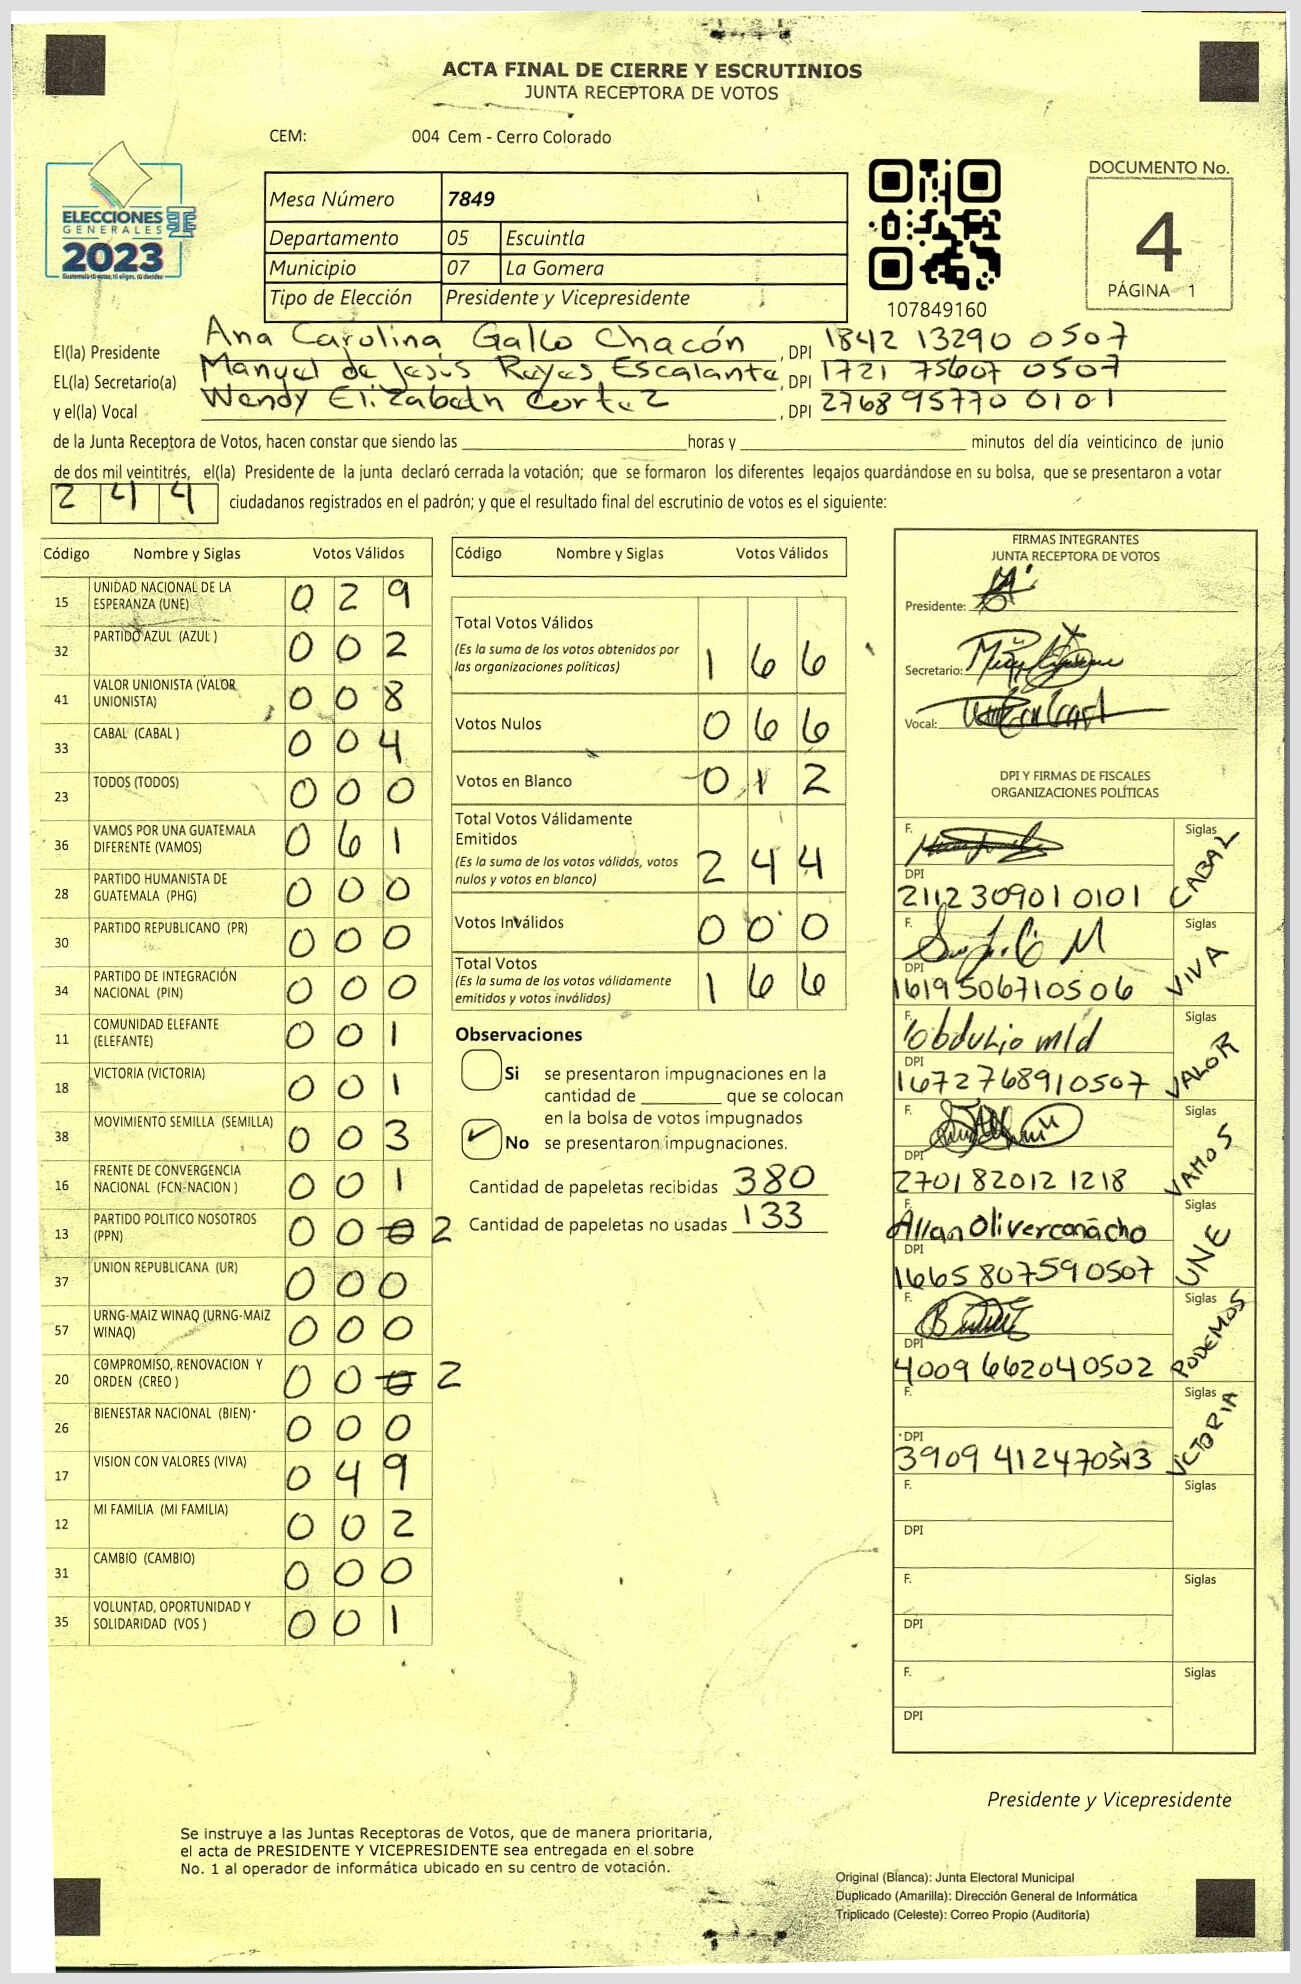 ACTA FINAL DE CIERRE Y ESCRUTINIOS
JUNTA RECEPTORA DE VOTOS
CEM: 004 Cem - Cerro Colorado
ELECCIONES
GENERALES
2023
Guatemala tú votas, tú eliges, tú decides
Mesa Número 7849
Departamento 05 Escuintla
Municipio 07 La Gomera
Tipo de Elección Presidente y Vicepresidente
107849160
DOCUMENTO No.
4
PÁGINA 1
El(la) Presidente Ana Carolina Gallo Chacón, DPI 1842 13290 0507
EL(la) Secretario(a) Manuel de Jesús Reyes Escalante, DPI 1721 75607 0507
y el(la) Vocal Wendy Elizabeth Cortez, DPI 2768 95770 0101
de la Junta Receptora de Votos, hacen constar que siendo las ____ horas y ____ minutos del día veinticinco de junio
de dos mil veintitrés, el(la) Presidente de la junta declaró cerrada la votación; que se formaron los diferentes legajos quardándose en su bolsa, que se presentaron a votar
2 4 4 ciudadanos registrados en el padrón; y que el resultado final del escrutinio de votos es el siguiente:
Código Nombre y Siglas Votos Válidos
15 UNIDAD NACIONAL DE LA ESPERANZA (UNE) 0 2 9
32 PARTIDO AZUL (AZUL ) 0 0 2
41 VALOR UNIONISTA (VALOR UNIONISTA) 0 0 8
33 CABAL (CABAL ) 0 0 4
23 TODOS (TODOS) 0 0 0
36 VAMOS POR UNA GUATEMALA DIFERENTE (VAMOS) 0 6 1
28 PARTIDO HUMANISTA DE GUATEMALA (PHG) 0 0 0
30 PARTIDO REPUBLICANO (PR) 0 0 0
34 PARTIDO DE INTEGRACIÓN NACIONAL (PIN) 0 0 0
11 COMUNIDAD ELEFANTE (ELEFANTE) 0 0 1
18 VICTORIA (VICTORIA) 0 0 1
38 MOVIMIENTO SEMILLA (SEMILLA) 0 0 3
16 FRENTE DE CONVERGENCIA NACIONAL (FCN-NACION ) 0 0 1
13 PARTIDO POLITICO NOSOTROS (PPN) 0 0 0 2
37 UNION REPUBLICANA (UR) 0 0 0
57 URNG-MAIZ WINAQ (URNG-MAIZ WINAQ) 0 0 0
20 COMPROMISO, RENOVACION Y ORDEN (CREO ) 0 0 0 2
26 BIENESTAR NACIONAL (BIEN) 0 0 0
17 VISION CON VALORES (VIVA) 0 4 9
12 MI FAMILIA (MI FAMILIA) 0 0 2
31 CAMBIO (CAMBIO) 0 0 0
35 VOLUNTAD, OPORTUNIDAD Y SOLIDARIDAD (VOS ) 0 0 1
Código Nombre y Siglas Votos Válidos
Total Votos Válidos
(Es la suma de los votos obtenidos por
las organizaciones políticas) 1 6 6
Votos Nulos 0 6 6
Votos en Blanco 0 1 2
Total Votos Válidamente
Emitidos
(Es la suma de los votos válidos, votos
nulos y votos en blanco) 2 4 4
Votos Inválidos 0 0 0
Total Votos
(Es la suma de los votos válidamente
emitidos y votos inválidos) 1 6 6
Observaciones
Si se presentaron impugnaciones en la
cantidad de ____ que se colocan
en la bolsa de votos impugnados
No se presentaron impugnaciones.
Cantidad de papeletas recibidas 380
Cantidad de papeletas no usadas 133
FIRMAS INTEGRANTES
JUNTA RECEPTORA DE VOTOS
Presidente:
Secretario:
Vocal:
DPI Y FIRMAS DE FISCALES
ORGANIZACIONES POLÍTICAS
F. Siglas CABAL
DPI
2112 30901 0101
F. Siglas VIVA
DPI
1619506710506
F. Obdulio mld Siglas VALOR
DPI
1672768910507
F. Siglas VAMOS
DPI
2701 82012 1218
F. Allan Oliver Siglas UNE
DPI
1665 807590507
F. Siglas PODEMOS
DPI
4009 662040502
F. Siglas VICTORIA
DPI
3909 41247
F. Siglas
DPI
F. Siglas
DPI
F. Siglas
DPI
Presidente y Vicepresidente
Se instruye a las Juntas Receptoras de Votos, que de manera prioritaria,
el acta de PRESIDENTE Y VICEPRESIDENTE sea entregada en el sobre
No. 1 al operador de informática ubicado en su centro de votación.
Original (Blanca): Junta Electoral Municipal
Duplicado (Amarilla): Dirección General de Informática
Triplicado (Celeste): Correo Propio (Auditoría)